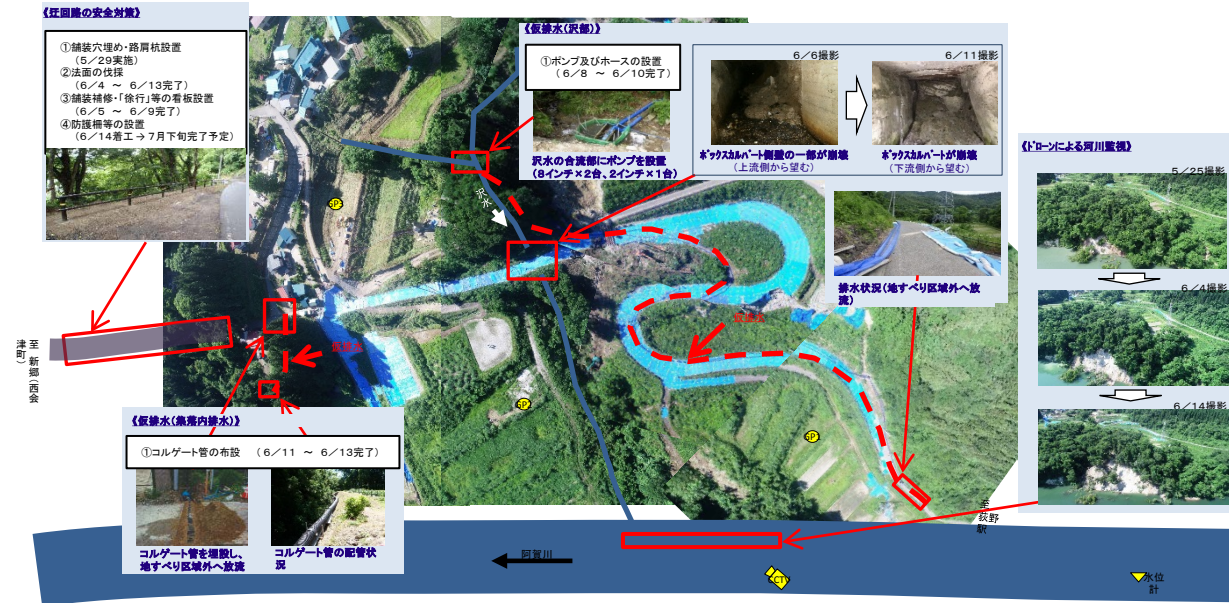 《迂回路の安全対策》
①舗装穴埋め・路肩杭設置
(5/29実施)
②法面の伐採
(6/4 ~ 6/13完了)
③舗装補修・「徐行」等の看板設置
(6/5 ~ 6/9完了)
④防護柵等の設置
(6/14着工→7月下旬完了予定)
《仮排水(沢部)》
①ポンプ及びホースの設置
(6/8 ~ 6/10完了)
沢水の合流部にポンプを設置
(8インチ×2台、2インチ×1台)
6/6撮影
ボックスカルバート側壁の一部が崩壊
(上流側から望む)
6/11撮影
ボックスカルバートが崩壊
(下流側から望む)
排水状況(地すべり区域外へ放
流)
《ドローンによる河川監視》
5/25撮影
6/4撮影
6/14撮影
沢水
GP3
GP2
GP1
仮排水
仮排水
至 新郷(西会
津町)
《仮排水(集落内排水)》
①コルゲート管の布設 (6/11 ~ 6/13完了)
コルゲート管を埋設し、
地すべり区域外へ放流
コルゲート管の配管状
況
至荻野
駅
阿賀川
CCTV
水位
計